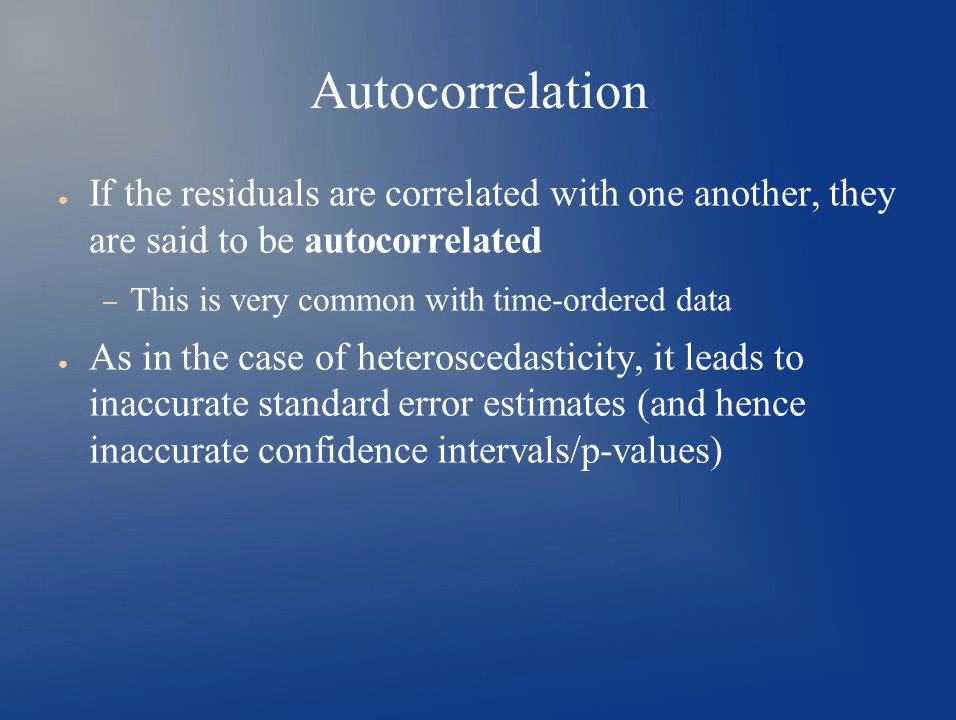 Autocorrelation
● If the residuals are correlated with one another, they
are said to be autocorrelated
– This is very common with time-ordered data
● As in the case of heteroscedasticity, it leads to
inaccurate standard error estimates (and hence
inaccurate confidence intervals/p-values)